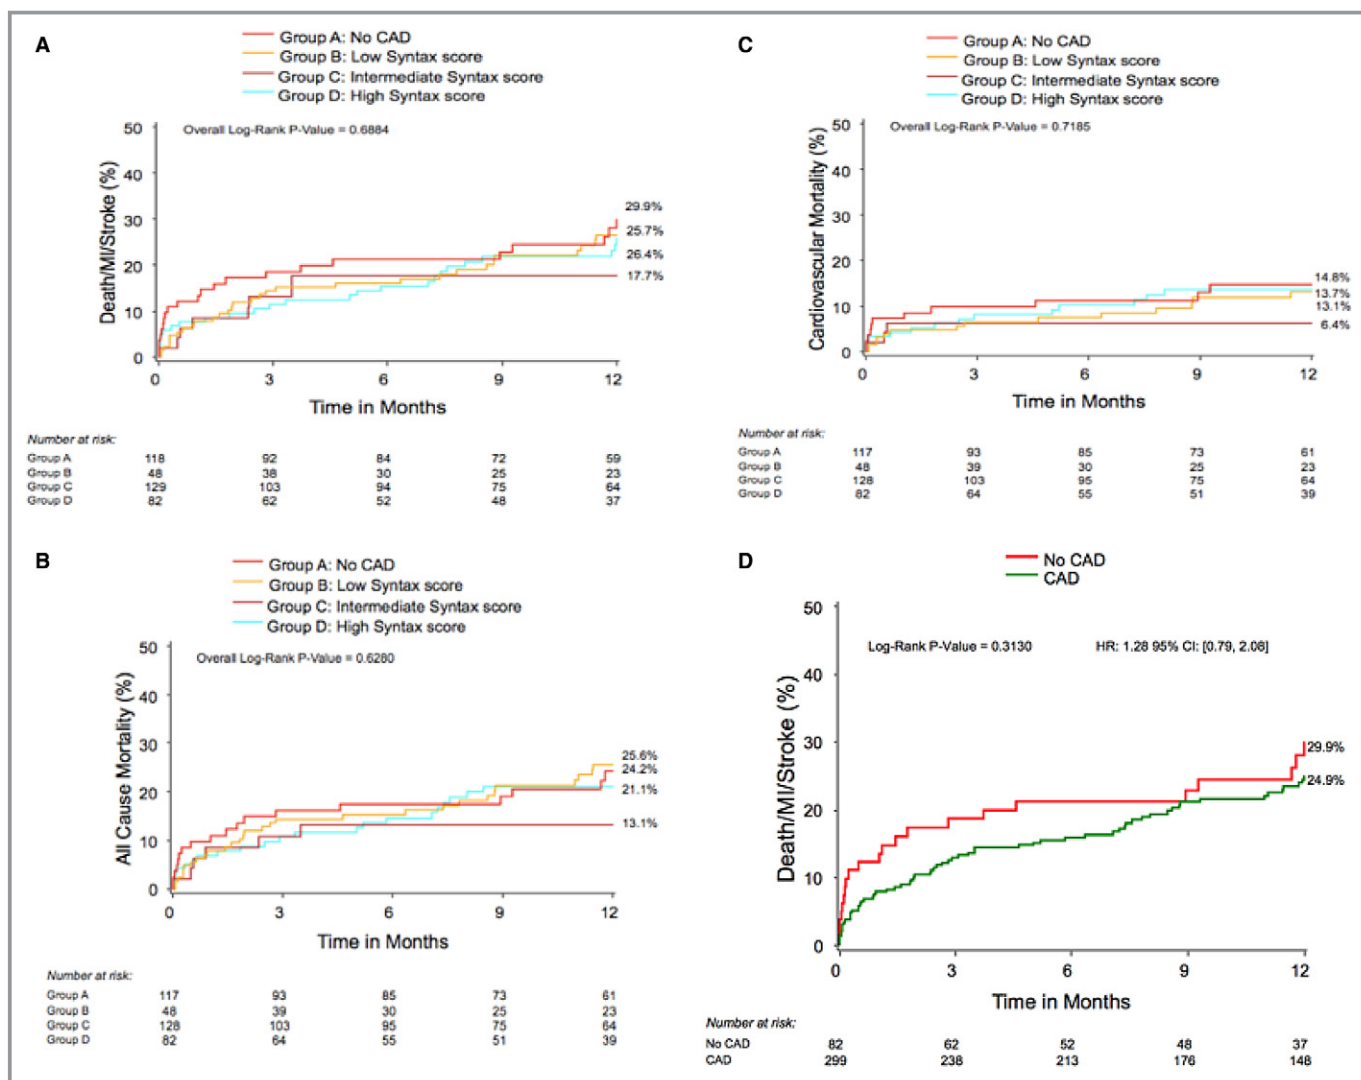 A
Group A: No CAD
Group B: Low Syntax score
Group C: Intermediate Syntax score
Group D: High Syntax score
Overall Log-Rank P-Value = 0.6884
Death/MI/Stroke (%)
50
40
30
20
10
0
29.9%
25.7%
26.4%
17.7%
0 3 6 9 12
Time in Months
Number at risk:
Group A 118 92 84 72 59
Group B 48 38 30 25 23
Group C 129 103 94 75 64
Group D 82 62 52 48 37
C
Group A: No CAD
Group B: Low Syntax score
Group C: Intermediate Syntax score
Group D: High Syntax score
Overall Log-Rank P-Value = 0.7185
Cardiovascular Mortality (%)
50
40
30
20
10
0
14.8%
13.7%
13.1%
6.4%
0 3 6 9 12
Time in Months
Number at risk:
Group A 117 93 85 73 61
Group B 48 39 30 25 23
Group C 128 103 95 75 64
Group D 82 64 55 51 39
B
Group A: No CAD
Group B: Low Syntax score
Group C: Intermediate Syntax score
Group D: High Syntax score
Overall Log-Rank P-Value = 0.6280
All Cause Mortality (%)
50
40
30
20
10
0
25.6%
24.2%
21.1%
13.1%
0 3 6 9 12
Time in Months
Number at risk:
Group A 117 93 85 73 61
Group B 48 39 30 25 23
Group C 128 103 95 75 64
Group D 82 64 55 51 39
D
No CAD
CAD
Log-Rank P-Value = 0.3130 HR: 1.28 95% CI: [0.79, 2.08]
Death/MI/Stroke (%)
50
40
30
20
10
0
29.9%
24.9%
0 3 6 9 12
Time in Months
Number at risk:
No CAD 82 62 52 48 37
CAD 299 238 213 176 148